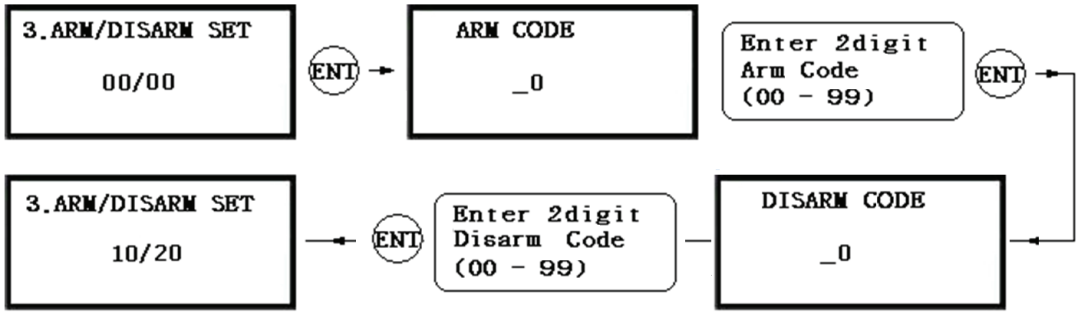 3.ARM/DISARM SET
00/00
ENT
ARM CODE
_0
Enter 2digit
Arm Code
(00 - 99)
ENT
DISARM CODE
_0
Enter 2digit
Disarm Code
(00 - 99)
ENT
3.ARM/DISARM SET
10/20